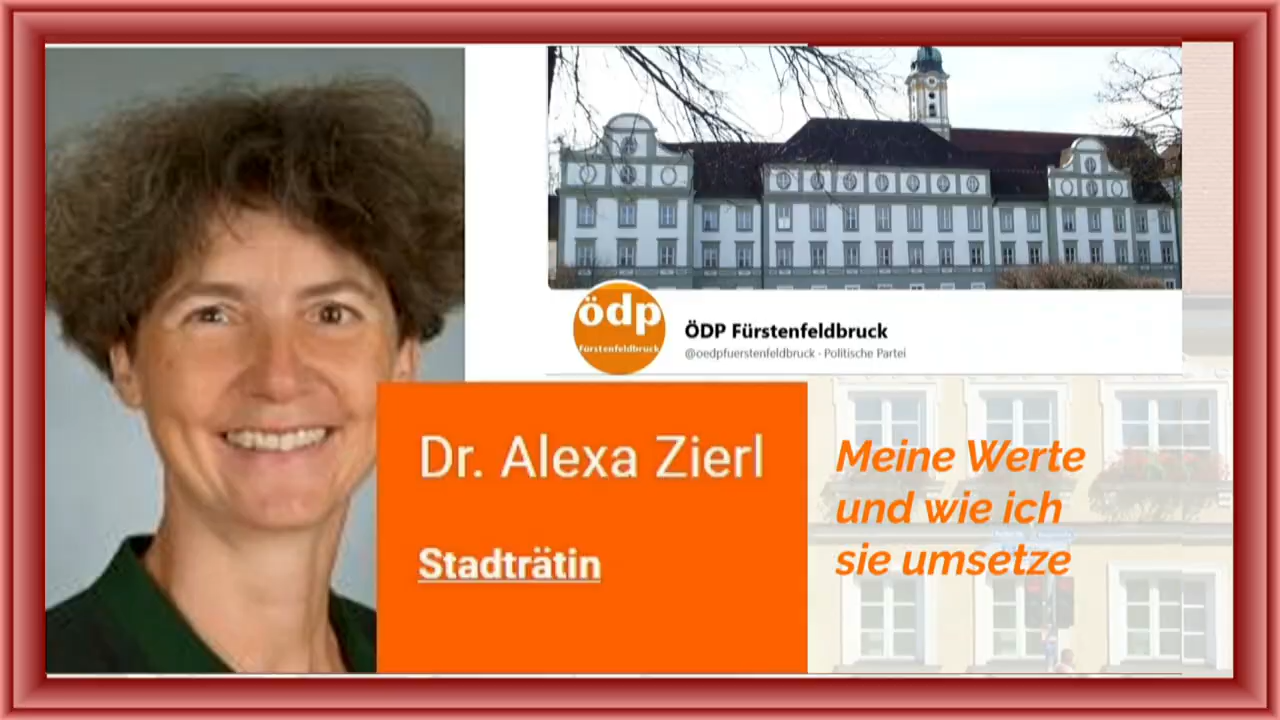 ödp
Fürstenfeldbruck
ÖDP Fürstenfeldbruck
@oedpfuerstenfeldbruck · Politische Partei
Dr. Alexa Zierl
Stadträtin
Meine Werte
und wie ich
sie umsetze